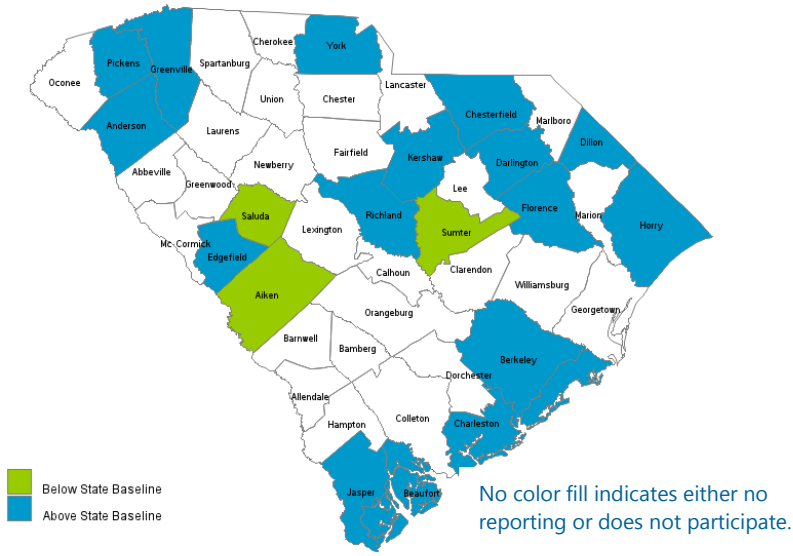 Cherokee
York
Pickens
Greenville
Spartanburg
Oconee
Lancaster
Union
Chester
Chesterfield
Marlboro
Anderson
Laurens
Dillon
Fairfield
Kershaw
Darlington
Abbeville
Newberry
Greenwood
Lee
Saluda
Richland
Florence
Marion
Horry
Lexington
Sumter
Mc Cormick
Edgefield
Calhoun
Clarendon
Williamsburg
Aiken
Orangeburg
Georgetown
Barnwell
Bamberg
Berkeley
Dorchester
Allendale
Colleton
Hampton
Charleston
Jasper
Beaufort
Below State Baseline
Above State Baseline
No color fill indicates either no
reporting or does not participate.